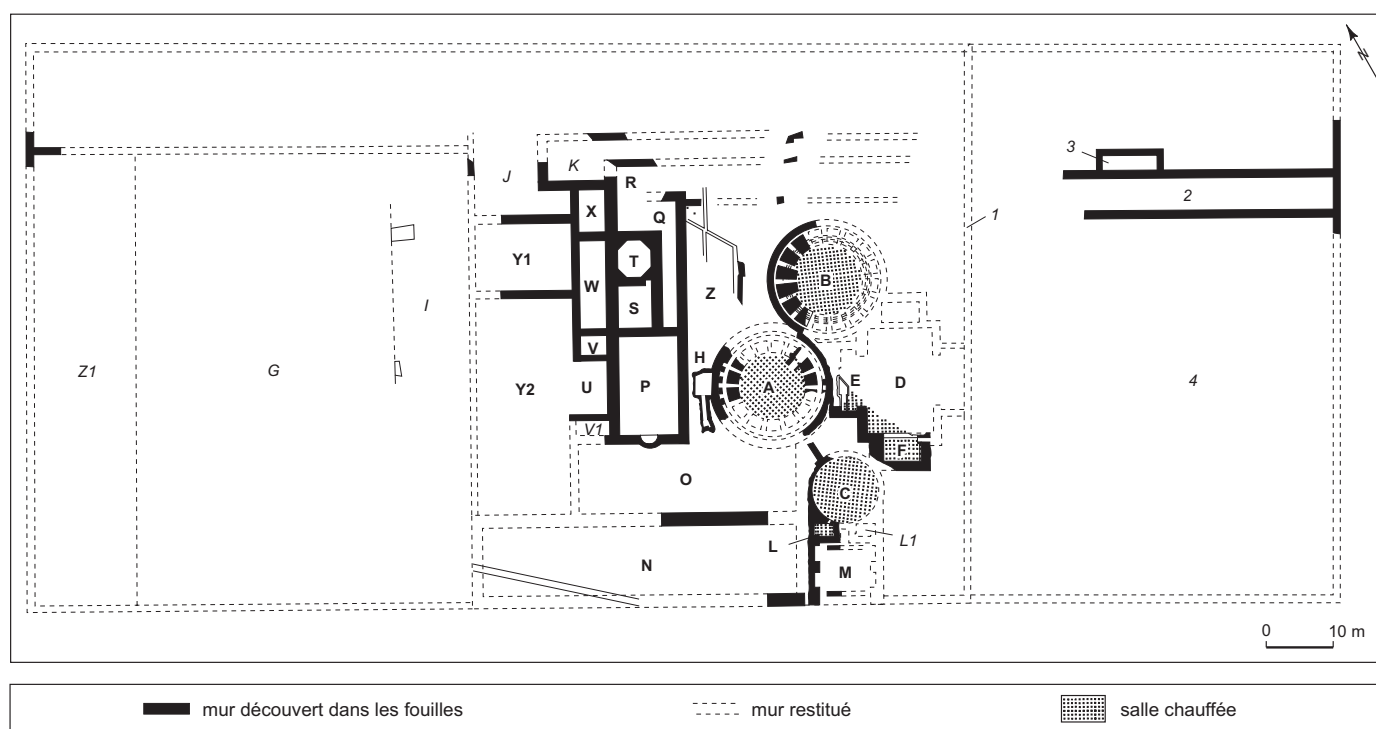 N
J
K
R
3
X
Q
2
1
Y1
T
B
W
Z
I
S
V
H
Z1
G
Y2
U
P
A
E
D
4
V1
F
O
C
L
L1
N
M
0 10 m
mur découvert dans les fouilles
mur restitué
salle chauffée